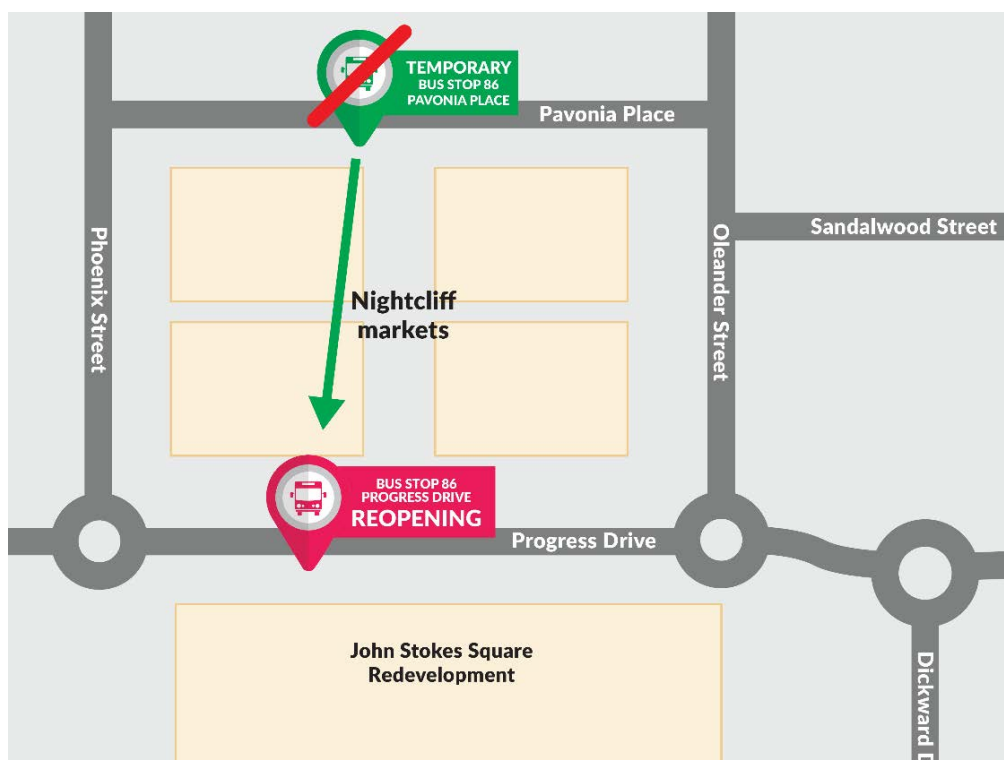 TEMPORARY
BUS STOP 86
PAVONIA PLACE
Pavonia Place
Sandalwood Street
Phoenix Street
Oleander Street
Nightcliff
markets
BUS STOP 86
PROGRESS DRIVE
REOPENING
Progress Drive
John Stokes Square
Redevelopment
Dickward D